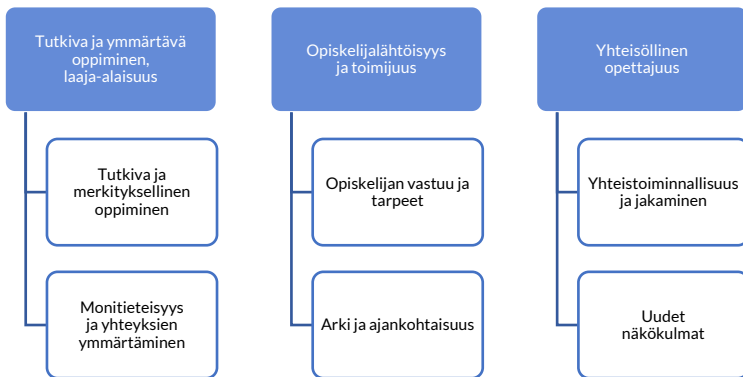 Tutkiva ja ymmärtävä
oppiminen,
laaja-alaisuus
Tutkiva ja
merkityksellinen
oppiminen
Monitieteisyys
ja yhteyksien
ymmärtäminen
Opiskelijalähtöisyys
ja toimijuus
Opiskelijan vastuu ja
tarpeet
Arki ja ajankohtaisuus
Yhteisöllinen
opettajuus
Yhteistoiminnallisuus
ja jakaminen
Uudet
näkökulmat